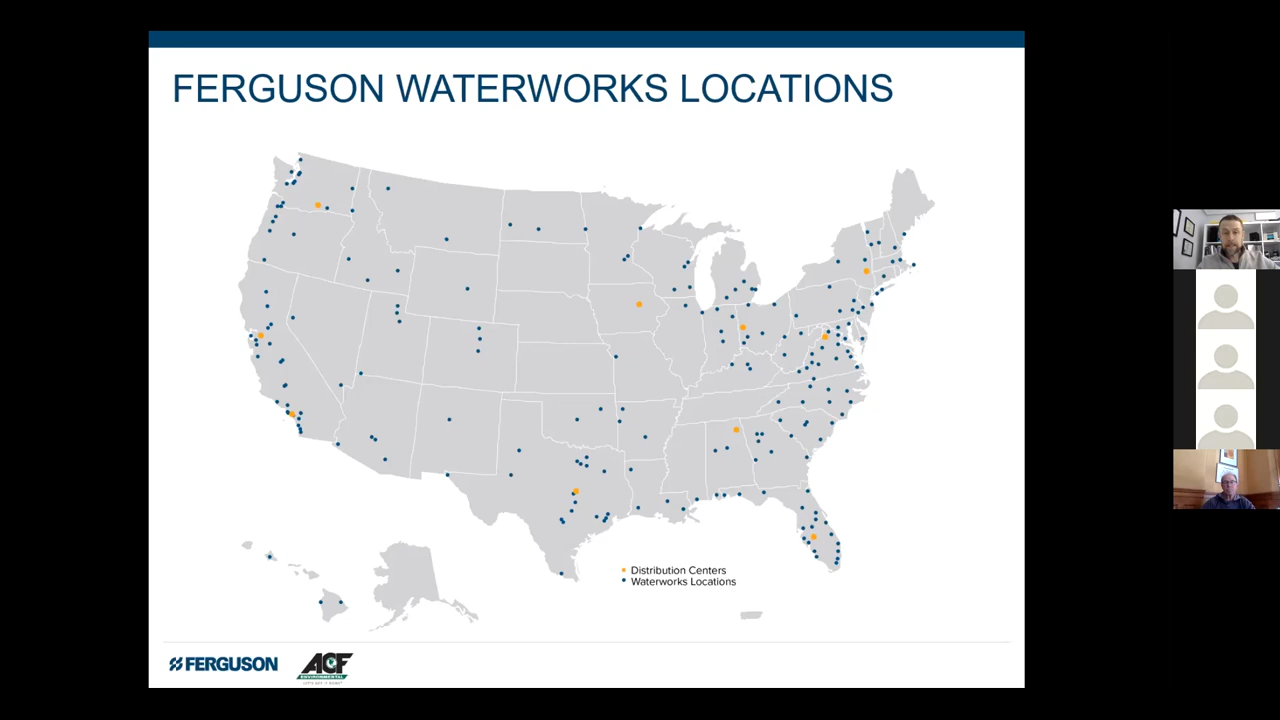 FERGUSON WATERWORKS LOCATIONS
Distribution Centers
Waterworks Locations
FERGUSON
ACF
ENVIRONMENTAL